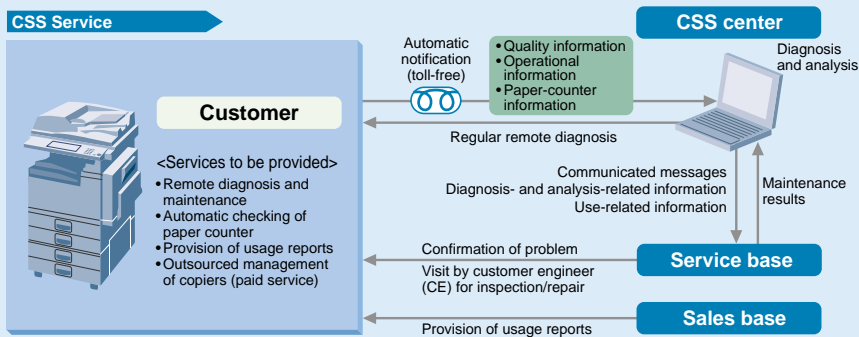 CSS Service
Customer
<Services to be provided>
•Remote diagnosis and
maintenance
•Automatic checking of
paper counter
•Provision of usage reports
•Outsourced management
of copiers (paid service)
Automatic
notification
(toll-free)
•Quality information
•Operational
information
•Paper-counter
information
CSS center
Diagnosis
and analysis
Regular remote diagnosis
Communicated messages
Diagnosis- and analysis-related information
Use-related information
Maintenance
results
Confirmation of problem
Visit by customer engineer
(CE) for inspection/repair
Service base
Provision of usage reports
Sales base